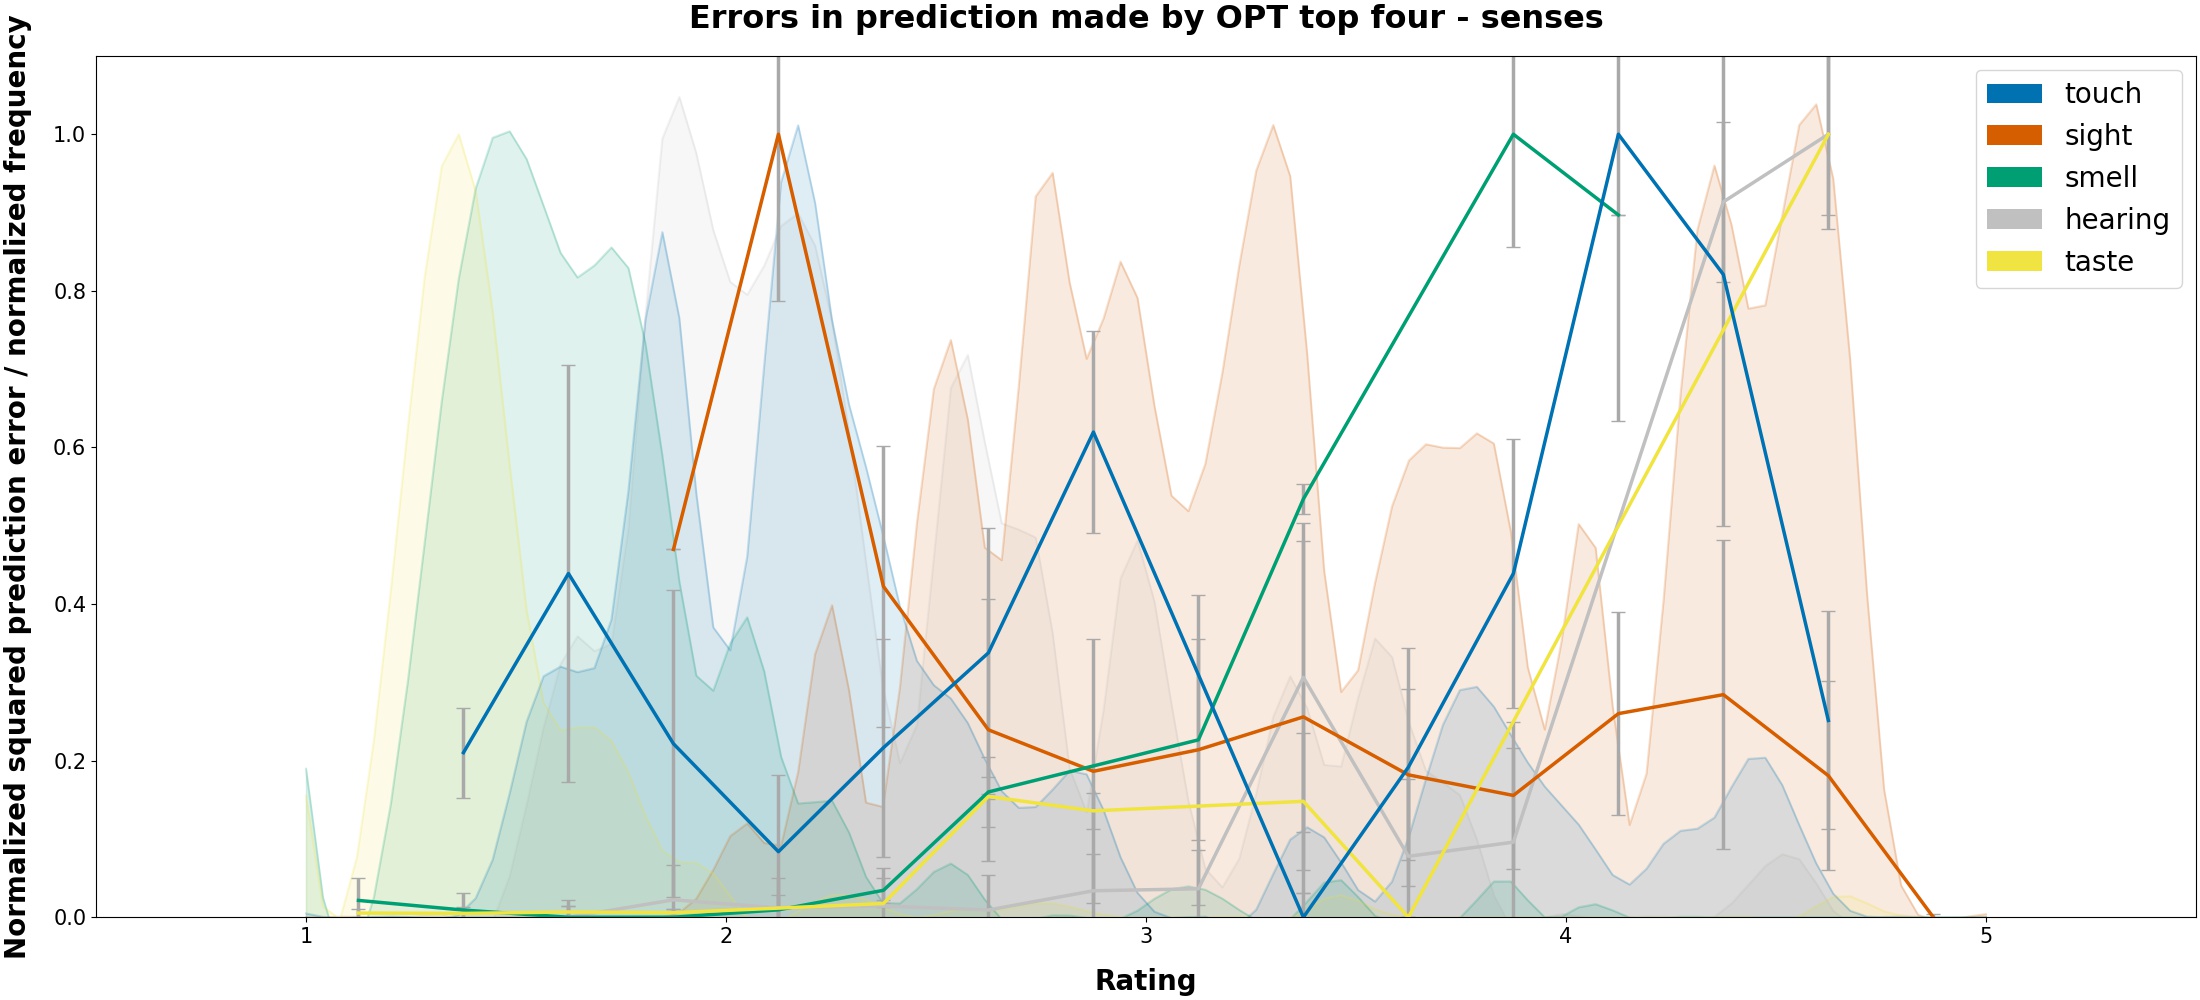 Errors in prediction made by OPT top four - senses
Normalized squared prediction error / normalized frequency
1.0
0.8
0.6
0.4
0.2
0.0
touch
sight
smell
hearing
taste
1 2 3 4 5
Rating